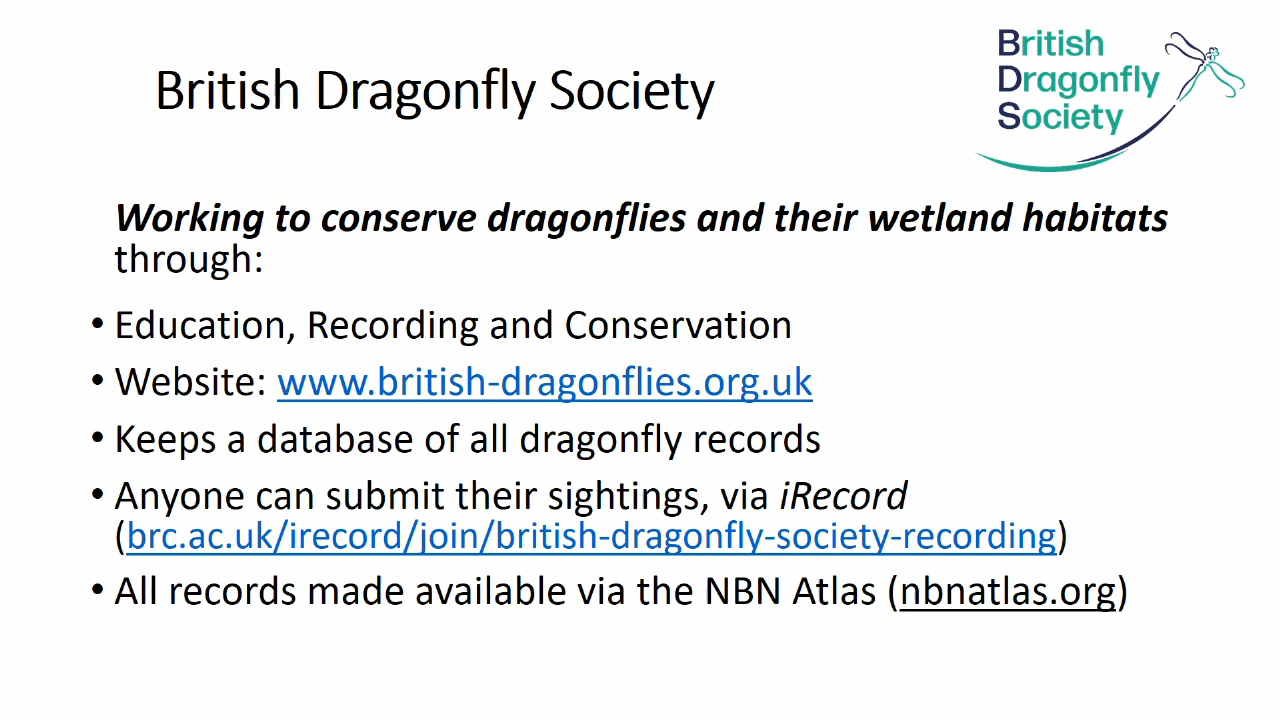 British Dragonfly Society
British
Dragonfly
Society
Working to conserve dragonflies and their wetland habitats
through:
• Education, Recording and Conservation
• Website: www.british-dragonflies.org.uk
• Keeps a database of all dragonfly records
• Anyone can submit their sightings, via iRecord
(brc.ac.uk/irecord/join/british-dragonfly-society-recording)
• All records made available via the NBN Atlas (nbnatlas.org)